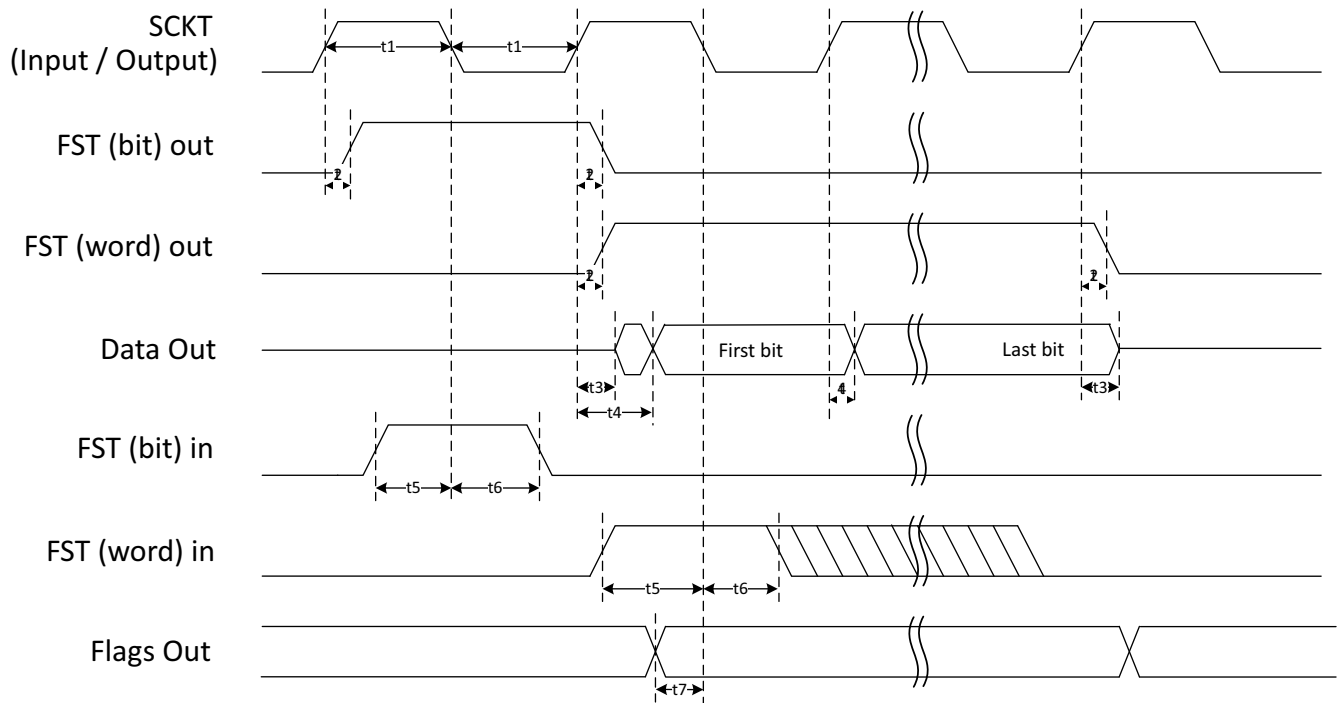 SCKT
(Input / Output)
t1 t1
FST (bit) out
FST (word) out
Data Out
First bit Last bit
t3 t3
t4
FST (bit) in
t5 t6
FST (word) in
t5 t6
Flags Out
t7